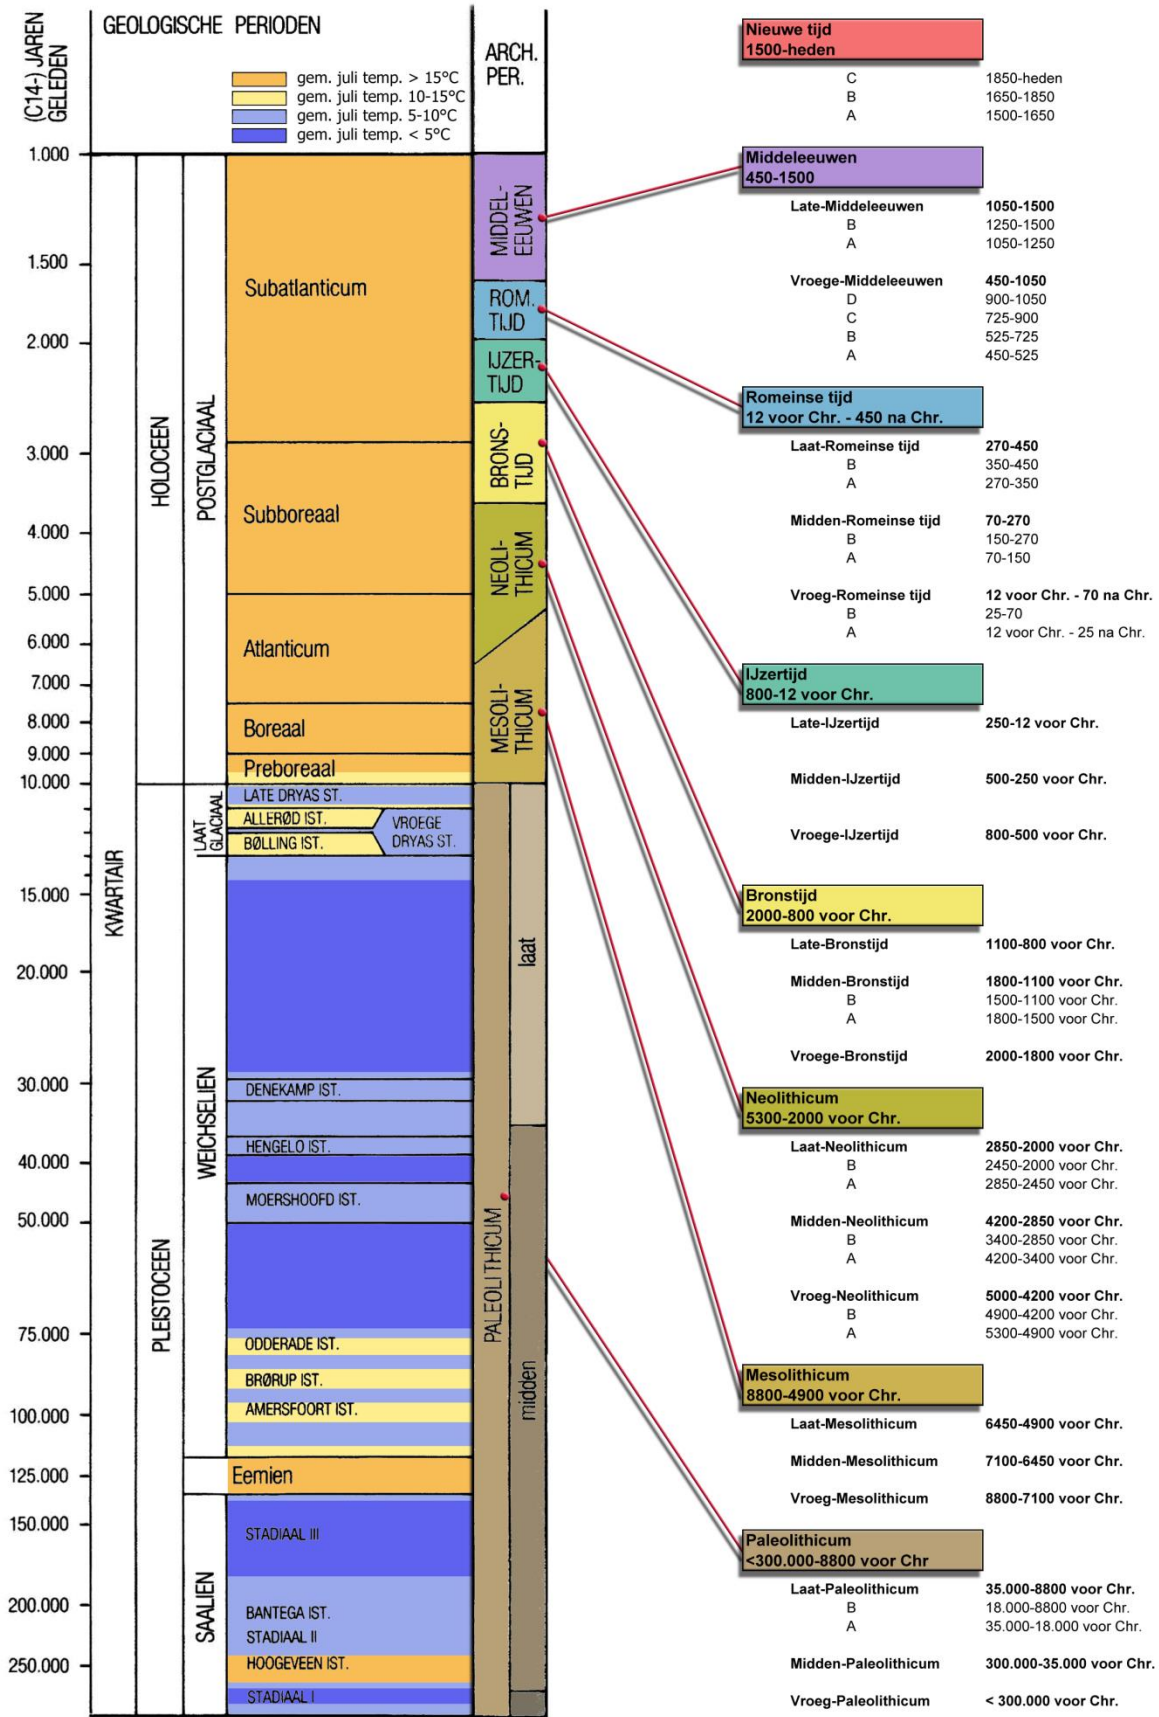 (C14-) JAREN
GELEDEN
GEOLOGISCHE PERIODEN
gem. juli temp. > 15°C
gem. juli temp. 10-15°C
gem. juli temp. 5-10°C
gem. juli temp. < 5°C
ARCH.
PER.
1.000
1.500
2.000
3.000
4.000
5.000
6.000
7.000
8.000
9.000
10.000
15.000
20.000
30.000
40.000
50.000
75.000
100.000
125.000
150.000
200.000
250.000
KWARTAIR
HOLOCEEN
PLEISTOCEEN
POSTGLACIAAL
LAAT
GLACIAAL
WEICHSELIEN
SAALIEN
Subatlanticum
Subboreaal
Atlanticum
Boreaal
Preboreaal
LATE DRYAS ST.
ALLERØD IST.
VROEGE
DRYAS ST.
BØLLING IST.
DENEKAMP IST.
HENGELO IST.
MOERSHOOFD IST.
ODDERADE IST.
BRØRUP IST.
AMERSFOORT IST.
Eemien
STADIAAL III
BANTEGA IST.
STADIAAL II
HOOGEVEEN IST.
STADIAAL I
MIDDEL-
EEUWEN
ROM.
TIJD
IJZER-
TIJD
BRONS-
TIJD
NEOLI-
THICUM
MESOLI-
THICUM
PALEOLITHICUM
laat
midden
Nieuwe tijd
1500-heden
C 1850-heden
B 1650-1850
A 1500-1650
Middeleeuwen
450-1500
Late-Middeleeuwen 1050-1500
B 1250-1500
A 1050-1250
Vroege-Middeleeuwen 450-1050
D 900-1050
C 725-900
B 525-725
A 450-525
Romeinse tijd
12 voor Chr. - 450 na Chr.
Laat-Romeinse tijd 270-450
B 350-450
A 270-350
Midden-Romeinse tijd 70-270
B 150-270
A 70-150
Vroeg-Romeinse tijd 12 voor Chr. - 70 na Chr.
B 25-70
A 12 voor Chr. - 25 na Chr.
IJzertijd
800-12 voor Chr.
Late-IJzertijd 250-12 voor Chr.
Midden-IJzertijd 500-250 voor Chr.
Vroege-IJzertijd 800-500 voor Chr.
Bronstijd
2000-800 voor Chr.
Late-Bronstijd 1100-800 voor Chr.
Midden-Bronstijd 1800-1100 voor Chr.
B 1500-1100 voor Chr.
A 1800-1500 voor Chr.
Vroege-Bronstijd 2000-1800 voor Chr.
Neolithicum
5300-2000 voor Chr.
Laat-Neolithicum 2850-2000 voor Chr.
B 2450-2000 voor Chr.
A 2850-2450 voor Chr.
Midden-Neolithicum 4200-2850 voor Chr.
B 3400-2850 voor Chr.
A 4200-3400 voor Chr.
Vroeg-Neolithicum 5000-4200 voor Chr.
B 4900-4200 voor Chr.
A 5300-4900 voor Chr.
Mesolithicum
8800-4900 voor Chr.
Laat-Mesolithicum 6450-4900 voor Chr.
Midden-Mesolithicum 7100-6450 voor Chr.
Vroeg-Mesolithicum 8800-7100 voor Chr.
Paleolithicum
<300.000-8800 voor Chr
Laat-Paleolithicum 35.000-8800 voor Chr.
B 18.000-8800 voor Chr.
A 35.000-18.000 voor Chr.
Midden-Paleolithicum 300.000-35.000 voor Chr.
Vroeg-Paleolithicum < 300.000 voor Chr.